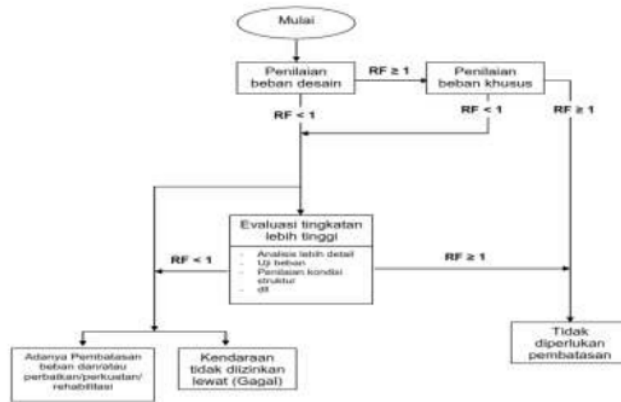 Mulai
Penilaian
beban desain
RF ≥ 1
Penilaian
beban khusus
RF < 1
RF < 1
RF ≥ 1
Evaluasi tingkatan
lebih tinggi
- Analisis lebih detail
- Uji beban
- Penilaian kondisi
struktur
- dll
RF < 1
RF ≥ 1
Adanya Pembatasan
beban dan/atau
perbaikan/perkuatan/
rehabilitasi
Kendaraan
tidak diizinkan
lewat (Gagal)
Tidak
diperlukan
pembatasan